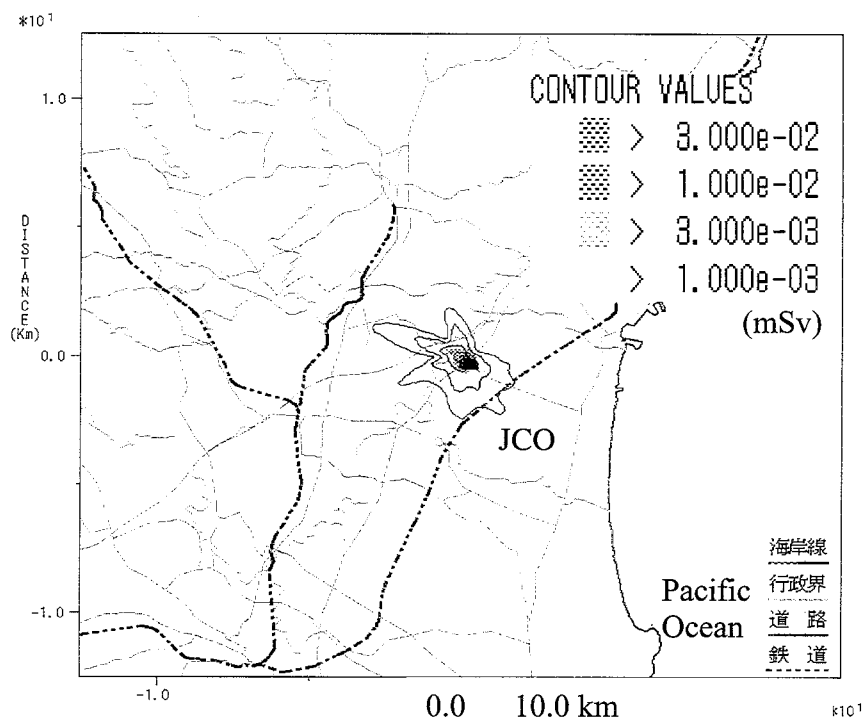 *10¹
1.0
0.0
-1.0
DISTANCE
(Km)
CONTOUR VALUES
> 3.000e-02
> 1.000e-02
> 3.000e-03
> 1.000e-03
(mSv)
JCO
Pacific
Ocean
海岸線
行政界
道 路
鉄 道
-1.0
0.0 10.0 km
*10¹